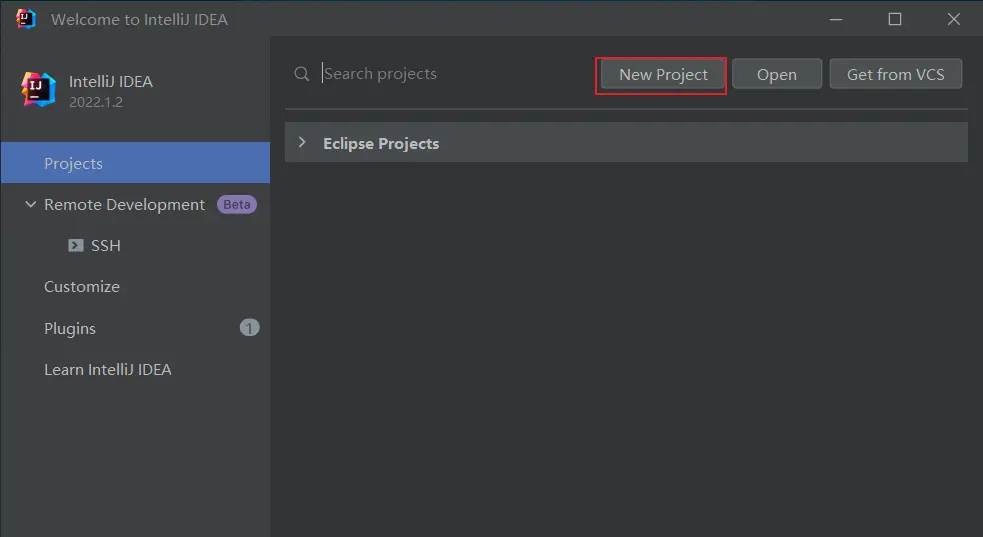 Welcome to IntelliJ IDEA
IJ
IntelliJ IDEA
2022.1.2
Search projects
New Project
Open
Get from VCS
Eclipse Projects
Projects
Remote Development Beta
SSH
Customize
Plugins 1
Learn IntelliJ IDEA